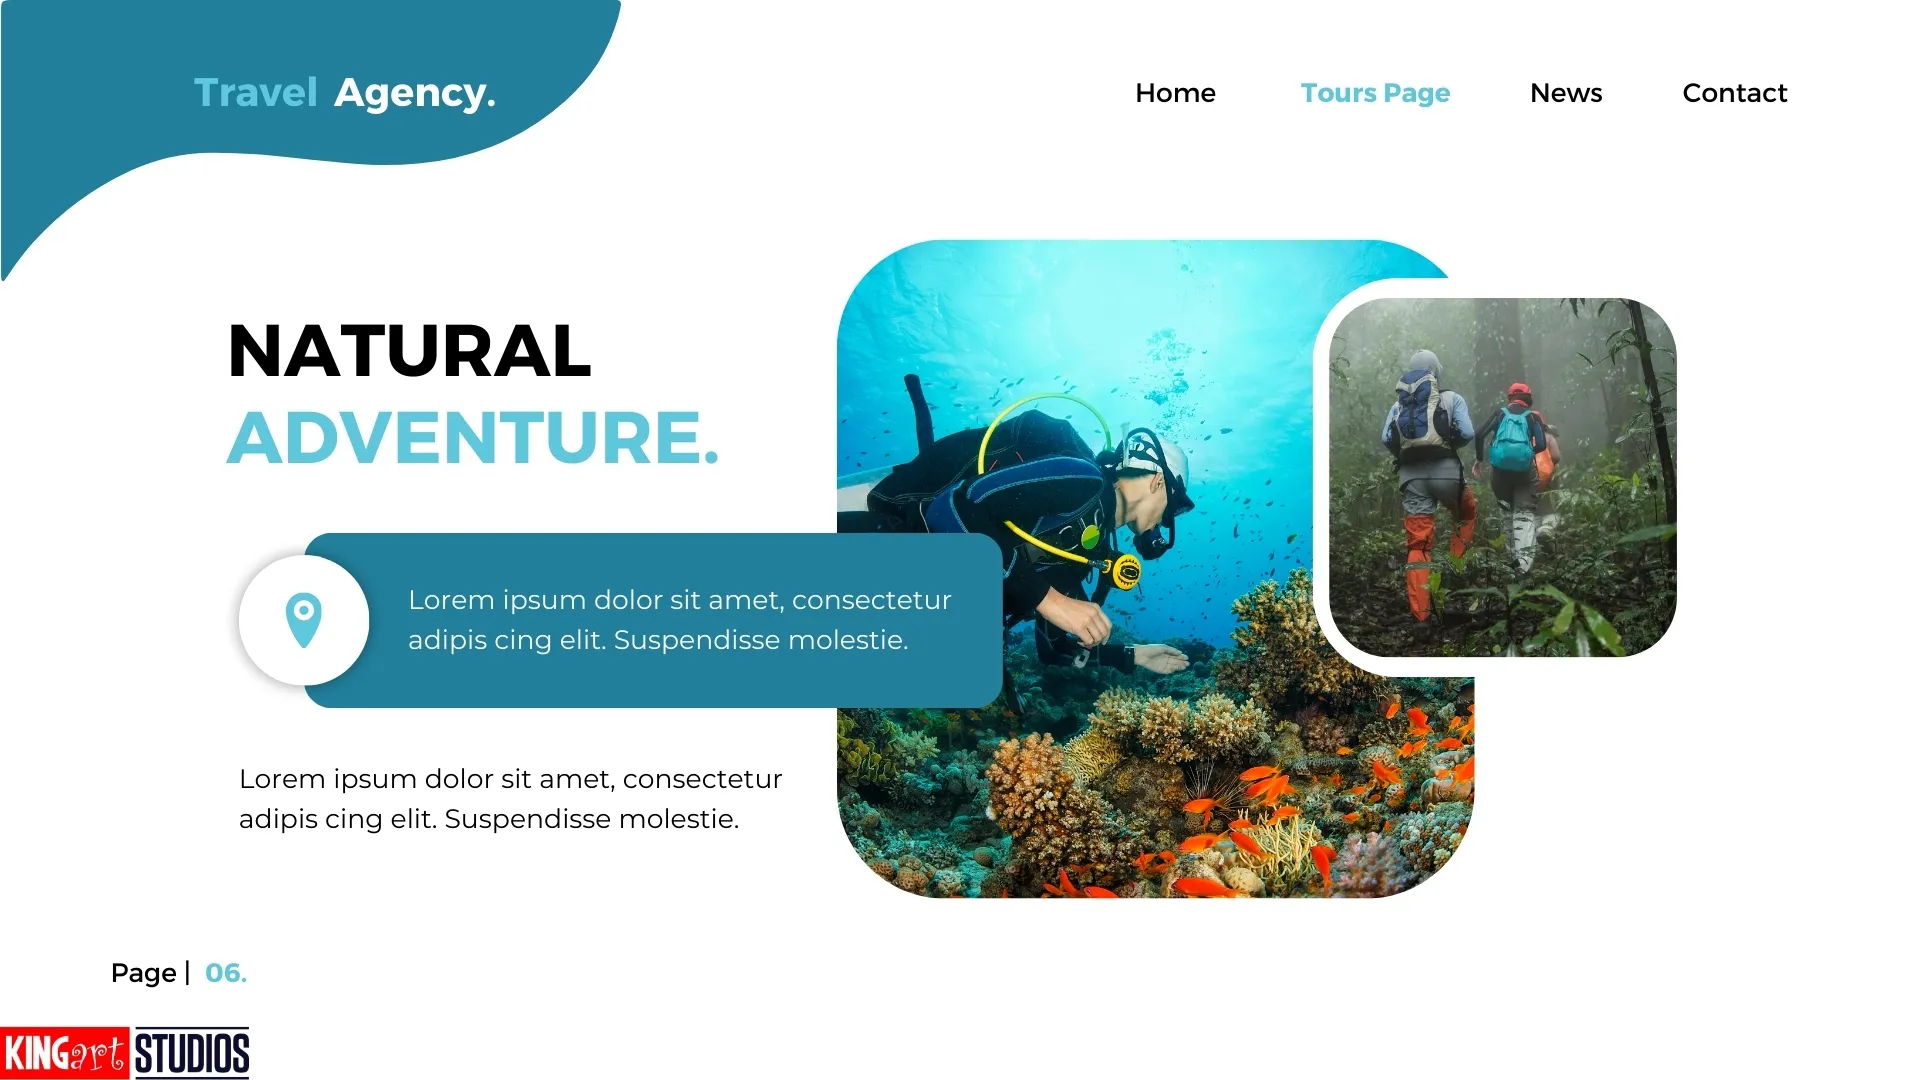 Travel Agency.
Home Tours Page News Contact
NATURAL
ADVENTURE.
Lorem ipsum dolor sit amet, consectetur
adipis cing elit. Suspendisse molestie.
Lorem ipsum dolor sit amet, consectetur
adipis cing elit. Suspendisse molestie.
Page | 06.
KINGart STUDIOS